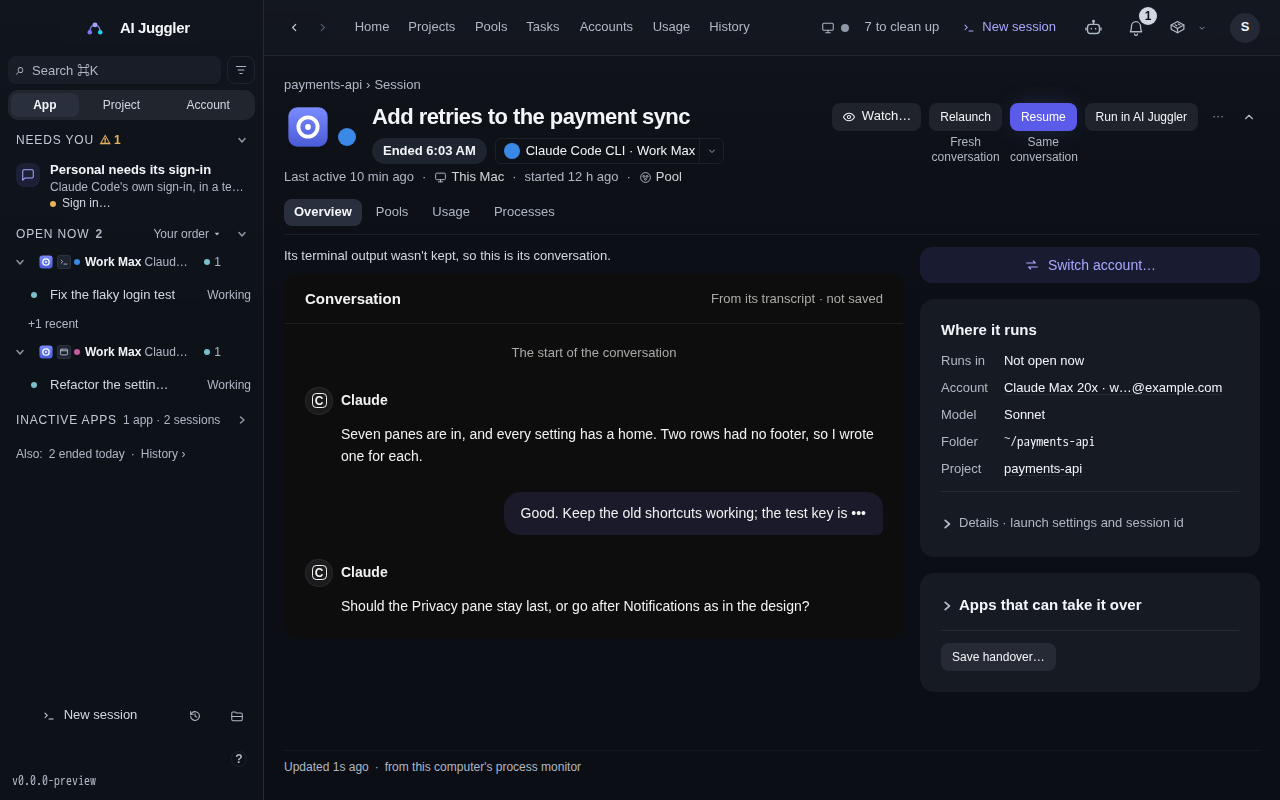 AI Juggler
Search ⌘K
App Project Account
NEEDS YOU 1
Personal needs its sign-in
Claude Code's own sign-in, in a te…
Sign in…
OPEN NOW 2 Your order
Work Max Claud… 1
Fix the flaky login test Working
+1 recent
Work Max Claud… 1
Refactor the settin… Working
INACTIVE APPS 1 app · 2 sessions
Also: 2 ended today · History ›
New session
?
v0.0.0-preview
Home Projects Pools Tasks Accounts Usage History
7 to clean up
New session
1
S
payments-api › Session
Add retries to the payment sync
Ended 6:03 AM Claude Code CLI · Work Max
Watch… Relaunch Resume Run in AI Juggler ···
Fresh conversation
Same conversation
Last active 10 min ago · This Mac · started 12 h ago · Pool
Overview Pools Usage Processes
Its terminal output wasn't kept, so this is its conversation.
Conversation From its transcript · not saved
The start of the conversation
C Claude
Seven panes are in, and every setting has a home. Two rows had no footer, so I wrote
one for each.
Good. Keep the old shortcuts working; the test key is •••
C Claude
Should the Privacy pane stay last, or go after Notifications as in the design?
Switch account…
Where it runs
Runs in Not open now
Account Claude Max 20x · w…@example.com
Model Sonnet
Folder ~/payments-api
Project payments-api
Details · launch settings and session id
Apps that can take it over
Save handover…
Updated 1s ago · from this computer's process monitor